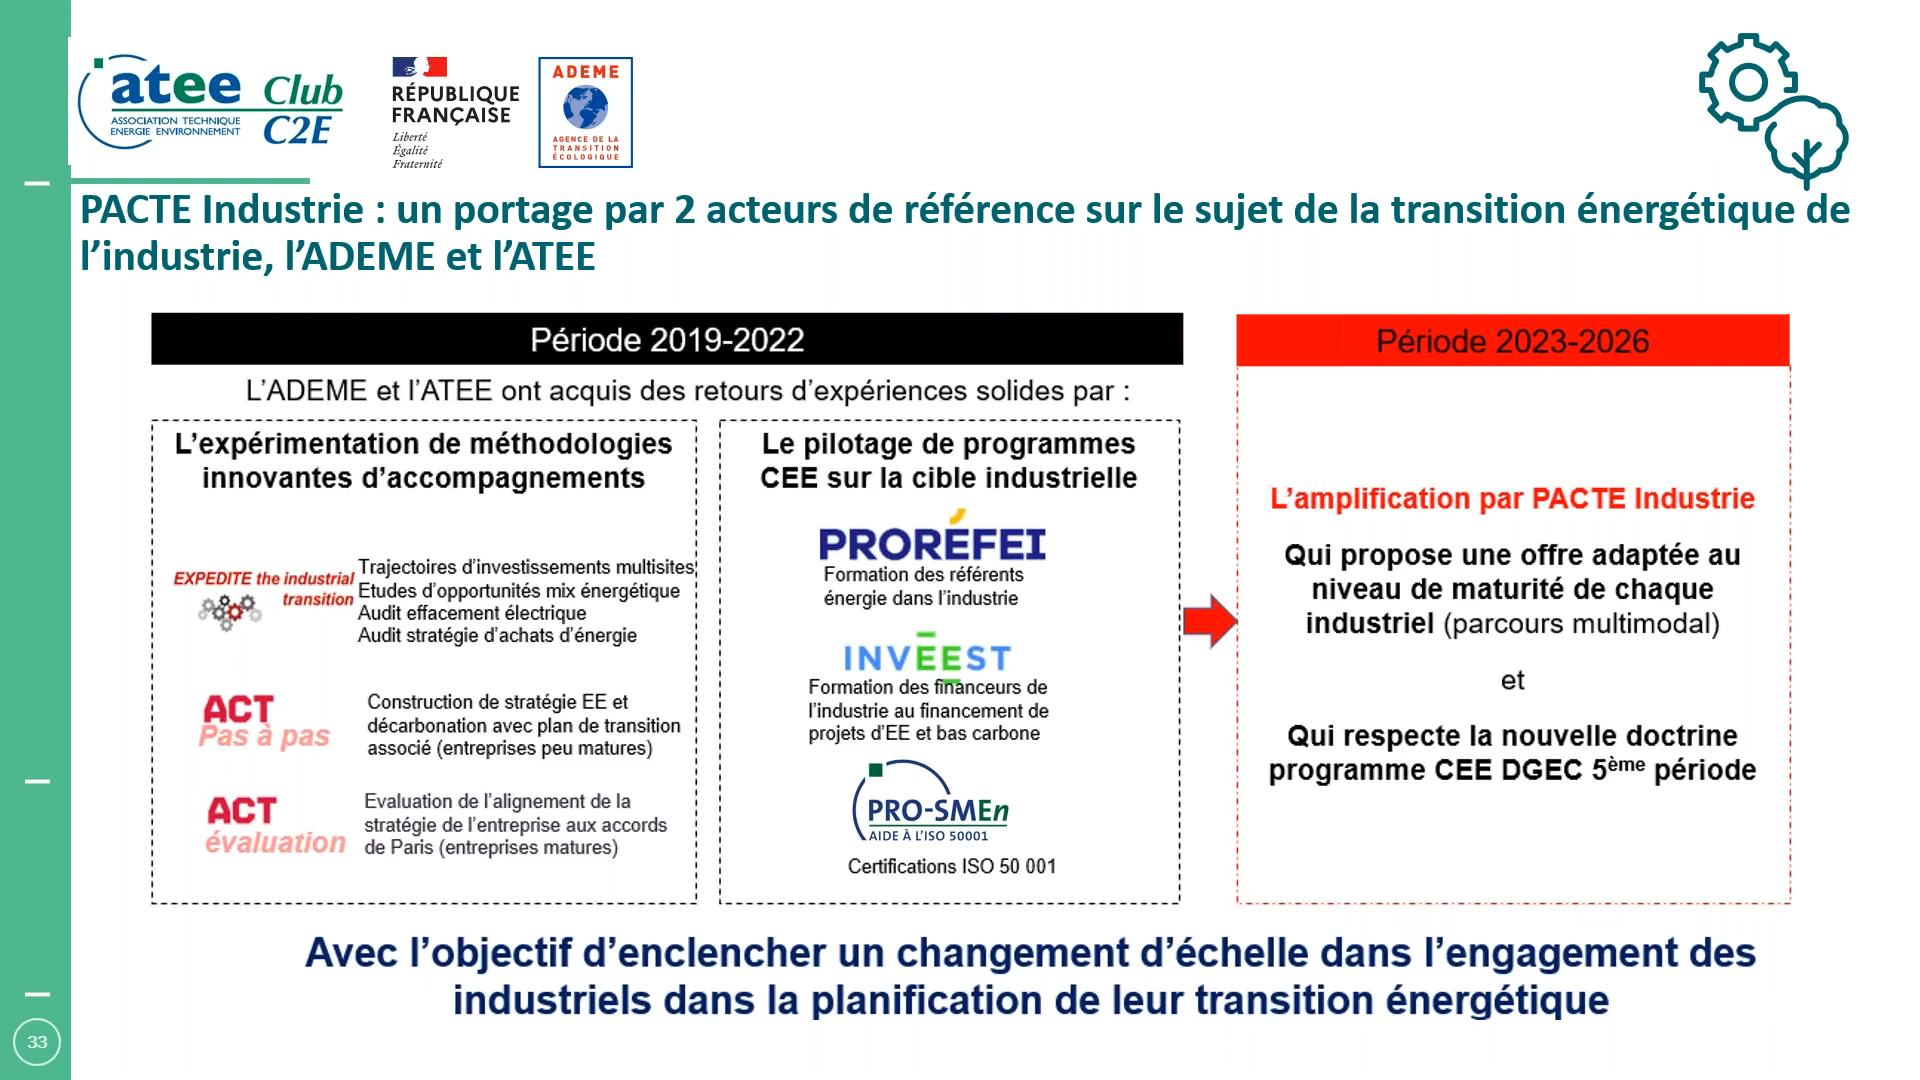 atee Club
ASSOCIATION TECHNIQUE
ENERGIE ENVIRONNEMENT
C2E
RÉPUBLIQUE
FRANÇAISE
Liberté
Égalité
Fraternité
ADEME
AGENCE DE LA
TRANSITION
ÉCOLOGIQUE
PACTE Industrie : un portage par 2 acteurs de référence sur le sujet de la transition énergétique de
l’industrie, l’ADEME et l’ATEE
Période 2019-2022
L’ADEME et l’ATEE ont acquis des retours d’expériences solides par :
L’expérimentation de méthodologies
innovantes d’accompagnements
EXPEDITE the industrial
transition
Trajectoires d’investissements multisites
Etudes d’opportunités mix énergétique
Audit effacement électrique
Audit stratégie d’achats d’énergie
ACT
Pas à pas
Construction de stratégie EE et
décarbonation avec plan de transition
associé (entreprises peu matures)
ACT
évaluation
Evaluation de l’alignement de la
stratégie de l’entreprise aux accords
de Paris (entreprises matures)
Le pilotage de programmes
CEE sur la cible industrielle
PRORÉFEI
Formation des référents
énergie dans l’industrie
INVEEST
Formation des financeurs de
l’industrie au financement de
projets d’EE et bas carbone
PRO-SMEn
AIDE À L’ISO 50001
Certifications ISO 50 001
Période 2023-2026
L’amplification par PACTE Industrie
Qui propose une offre adaptée au
niveau de maturité de chaque
industriel (parcours multimodal)
et
Qui respecte la nouvelle doctrine
programme CEE DGEC 5ème période
Avec l’objectif d’enclencher un changement d’échelle dans l’engagement des
industriels dans la planification de leur transition énergétique
33